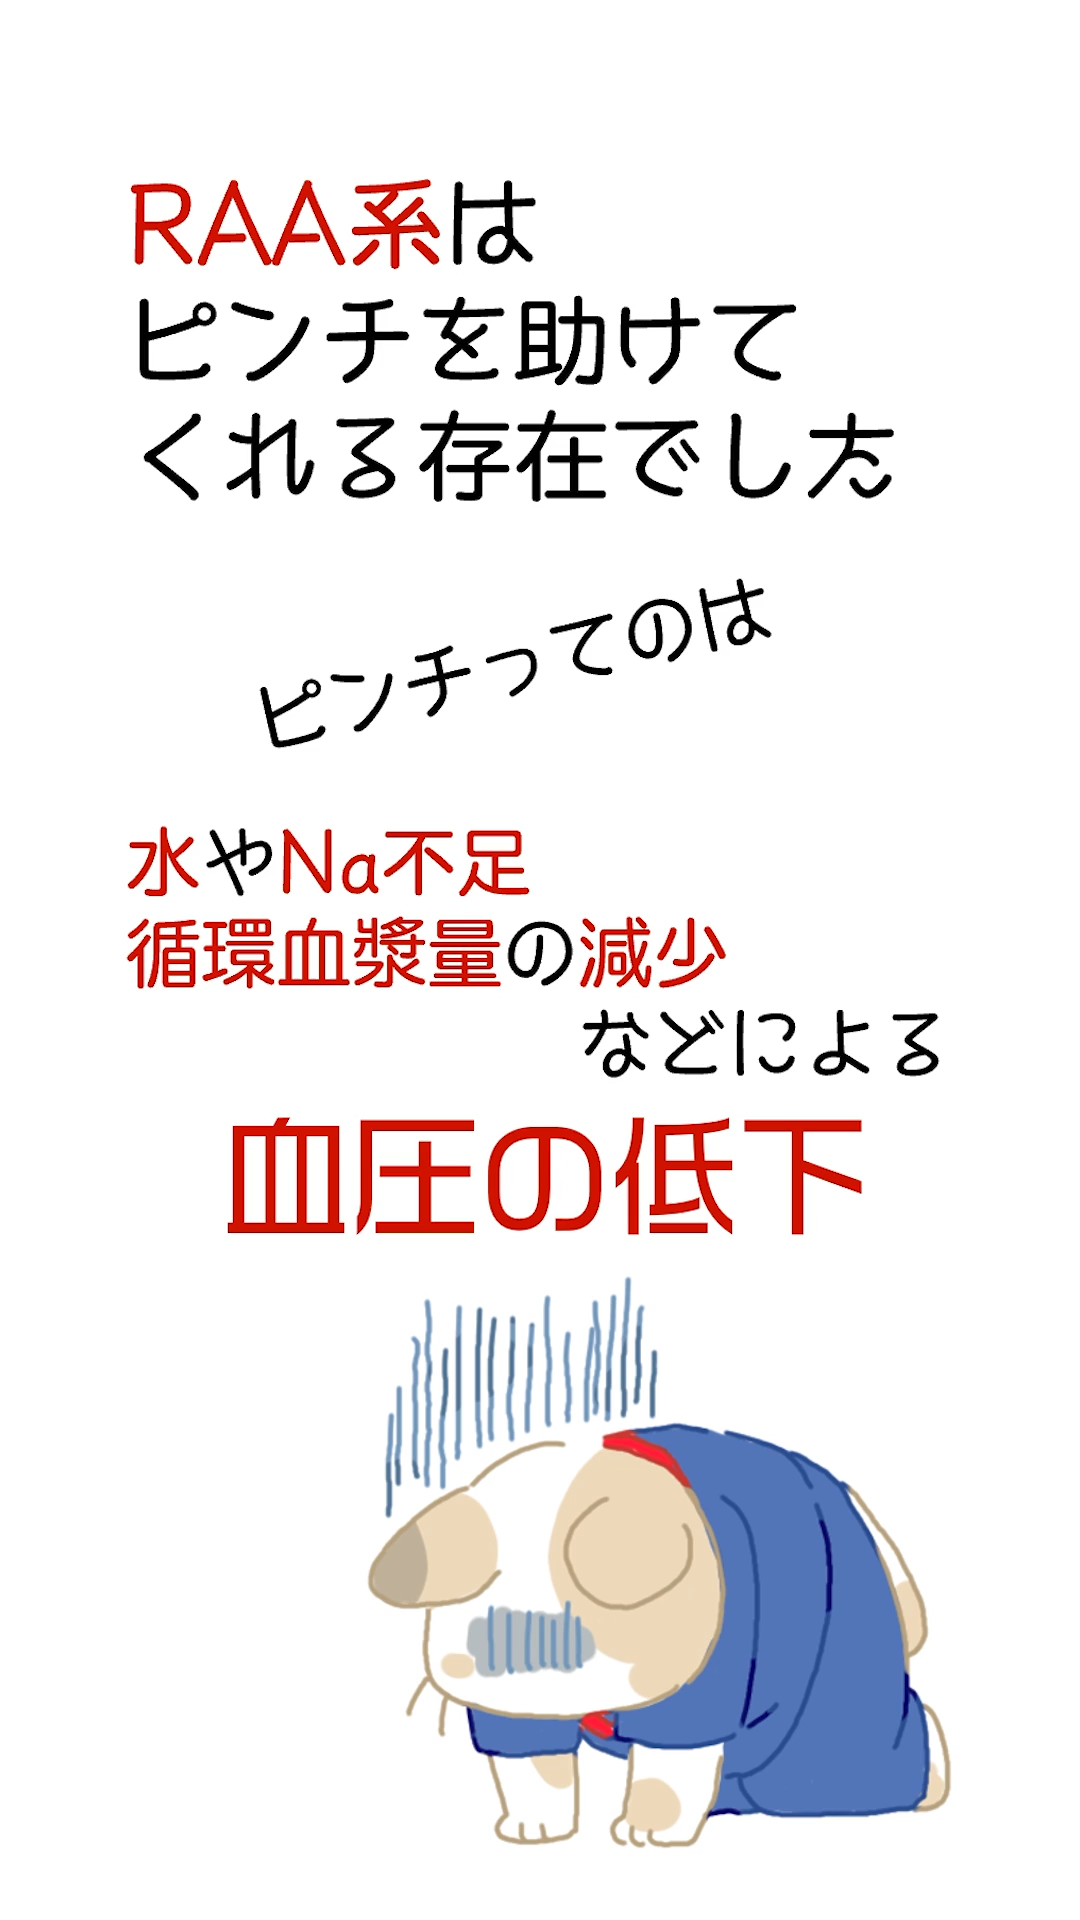 RAA系は
ピンチを助けて
くれる存在でした
ピンチってのは
水やNa不足
循環血漿量の減少
などによる
血圧の低下